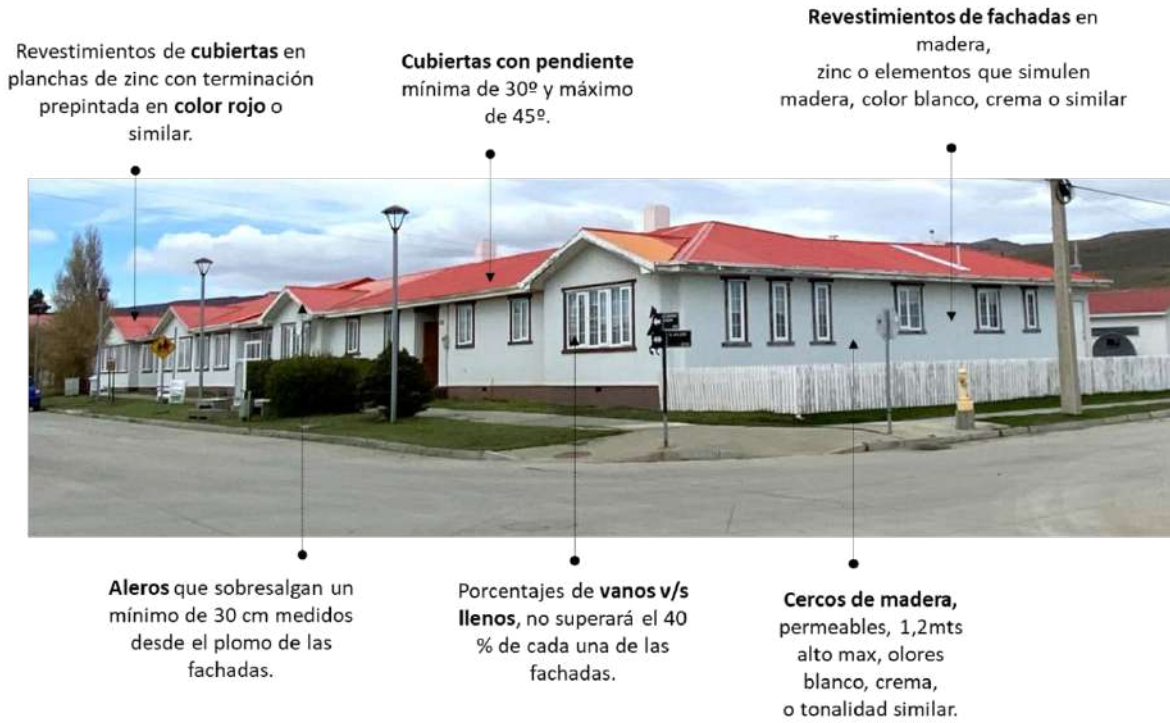 Revestimientos de cubiertas en
planchas de zinc con terminación
prepintada en color rojo o
similar.
Cubiertas con pendiente
mínima de 30º y máximo
de 45º.
Revestimientos de fachadas en
madera,
zinc o elementos que simulen
madera, color blanco, crema o similar
Aleros que sobresalgan un
mínimo de 30 cm medidos
desde el plomo de las
fachadas.
Porcentajes de vanos v/s
llenos, no superará el 40
% de cada una de las
fachadas.
Cercos de madera,
permeables, 1,2mts
alto max, olores
blanco, crema,
o tonalidad similar.